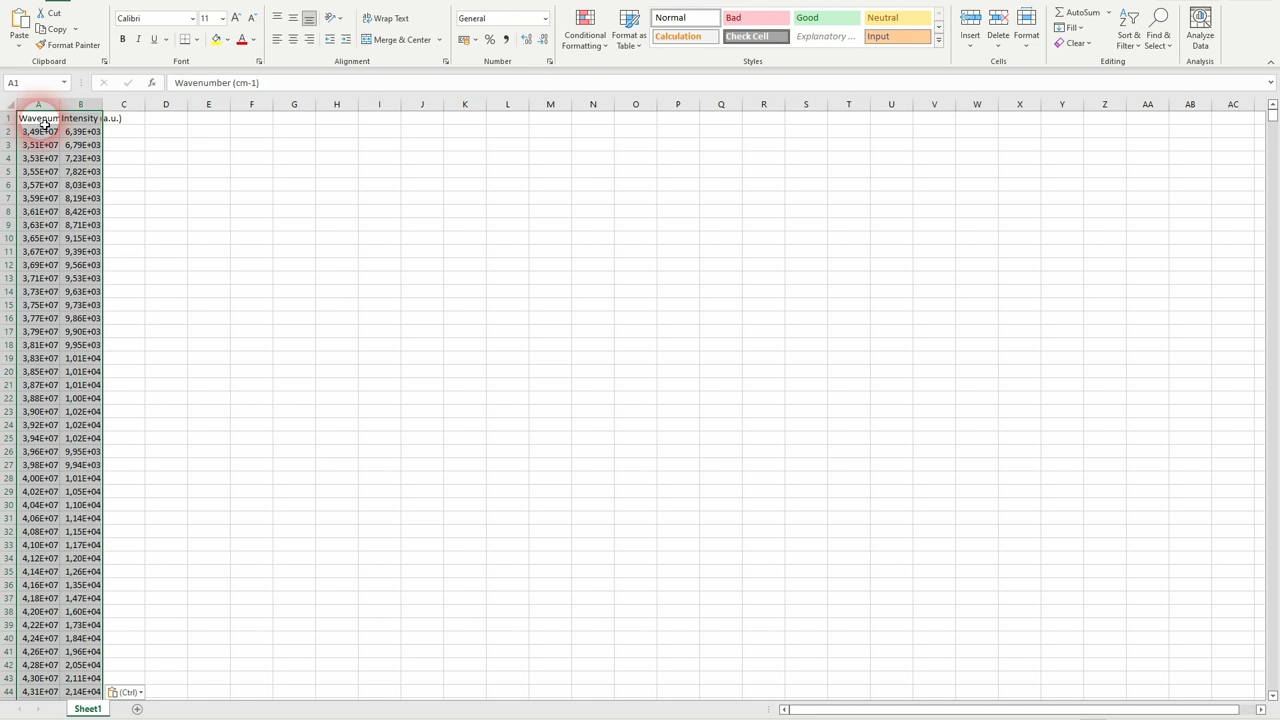 Cut
Copy
Format Painter
Paste
Clipboard
Calibri 11
B I U
Font
Wrap Text
Merge & Center
Alignment
General
Number
Conditional Formatting
Format as Table
Normal Bad Good Neutral
Calculation Check Cell Explanatory ... Input
Styles
Insert Delete Format
Cells
AutoSum
Fill
Clear
Sort & Filter
Find & Select
Editing
Analyze Data
Analysis
A1 fx Wavenumber (cm-1)
A B C D E F G H I J K L M N O P Q R S T U V W X Y Z AA AB AC
1 Wavenum Intensity (a.u.)
2 3,49E+07 6,39E+03
3 3,51E+07 6,79E+03
4 3,53E+07 7,23E+03
5 3,55E+07 7,82E+03
6 3,57E+07 8,03E+03
7 3,59E+07 8,19E+03
8 3,61E+07 8,42E+03
9 3,63E+07 8,71E+03
10 3,65E+07 9,15E+03
11 3,67E+07 9,39E+03
12 3,69E+07 9,56E+03
13 3,71E+07 9,53E+03
14 3,73E+07 9,63E+03
15 3,75E+07 9,73E+03
16 3,77E+07 9,86E+03
17 3,79E+07 9,90E+03
18 3,81E+07 9,95E+03
19 3,83E+07 1,01E+04
20 3,85E+07 1,01E+04
21 3,87E+07 1,01E+04
22 3,88E+07 1,00E+04
23 3,90E+07 1,02E+04
24 3,92E+07 1,02E+04
25 3,94E+07 1,02E+04
26 3,96E+07 9,95E+03
27 3,98E+07 9,94E+03
28 4,00E+07 1,01E+04
29 4,02E+07 1,05E+04
30 4,04E+07 1,10E+04
31 4,06E+07 1,14E+04
32 4,08E+07 1,15E+04
33 4,10E+07 1,17E+04
34 4,12E+07 1,20E+04
35 4,14E+07 1,26E+04
36 4,16E+07 1,35E+04
37 4,18E+07 1,47E+04
38 4,20E+07 1,60E+04
39 4,22E+07 1,73E+04
40 4,24E+07 1,84E+04
41 4,26E+07 1,96E+04
42 4,28E+07 2,05E+04
43 4,30E+07 2,11E+04
44 4,31E+07 2,14E+04
(Ctrl)
Sheet1